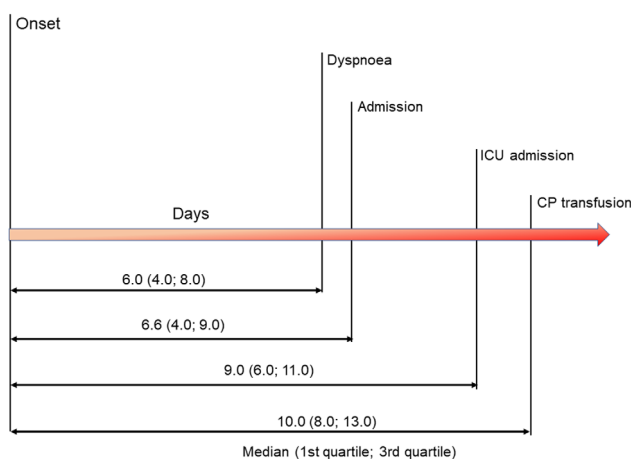 Onset
Dyspnoea
Admission
ICU admission
CP transfusion
Days
6.0 (4.0; 8.0)
6.6 (4.0; 9.0)
9.0 (6.0; 11.0)
10.0 (8.0; 13.0)
Median (1st quartile; 3rd quartile)